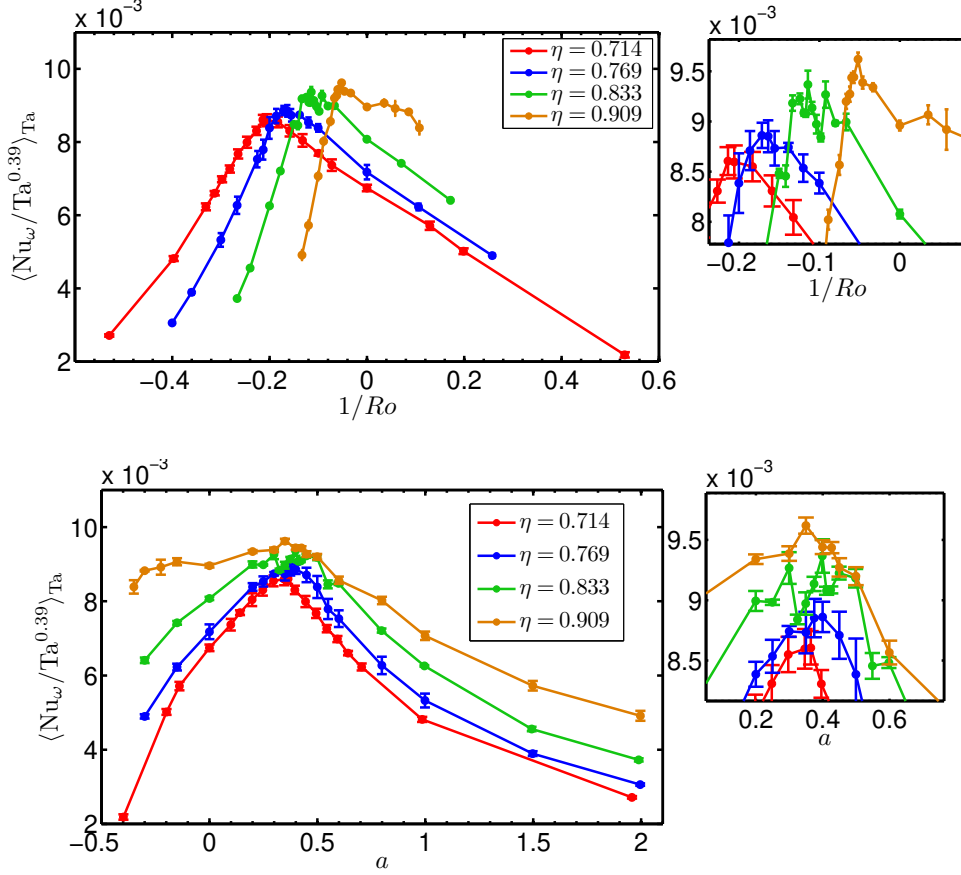 x 10⁻³
10
8
6
4
2
⟨Nu_ω/Ta^0.39⟩_Ta
−0.4 −0.2 0 0.2 0.4 0.6
1/Ro
η = 0.714
η = 0.769
η = 0.833
η = 0.909
x 10⁻³
9.5
9
8.5
8
−0.2 −0.1 0
1/Ro
x 10⁻³
10
8
6
4
2
⟨Nu_ω/Ta^0.39⟩_Ta
−0.5 0 0.5 1 1.5 2
a
η = 0.714
η = 0.769
η = 0.833
η = 0.909
x 10⁻³
9.5
9
8.5
0.2 0.4 0.6
a